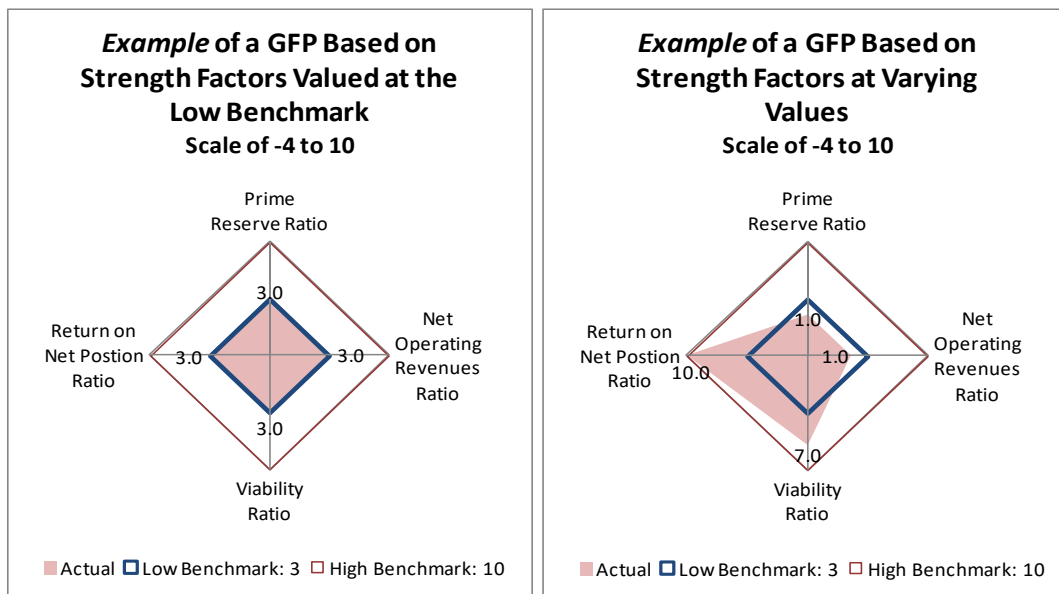 Example of a GFP Based on
Strength Factors Valued at the
Low Benchmark
Scale of -4 to 10
Prime
Reserve Ratio
3.0
Return on
Net Postion
Ratio
3.0
3.0
Net
Operating
Revenues
Ratio
3.0
Viability
Ratio
Actual
Low Benchmark: 3
High Benchmark: 10
Example of a GFP Based on
Strength Factors at Varying
Values
Scale of -4 to 10
Prime
Reserve Ratio
1.0
Return on
Net Postion
Ratio
10.0
1.0
Net
Operating
Revenues
Ratio
7.0
Viability
Ratio
Actual
Low Benchmark: 3
High Benchmark: 10